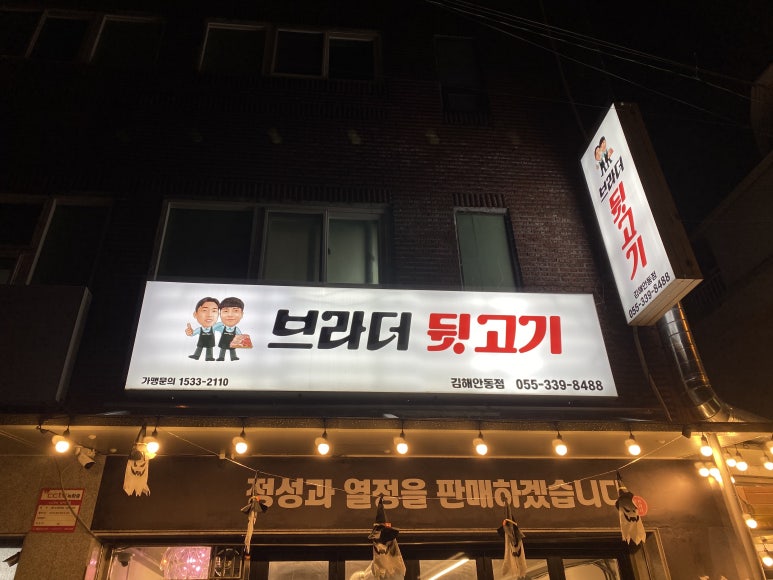 브라더 뒷고기
가맹문의 1533-2110
김해안동점 055-339-8488
브라더 뒷고기
김해안동점
055-339-8488
정성과 열정을 판매하겠습니다
cctv